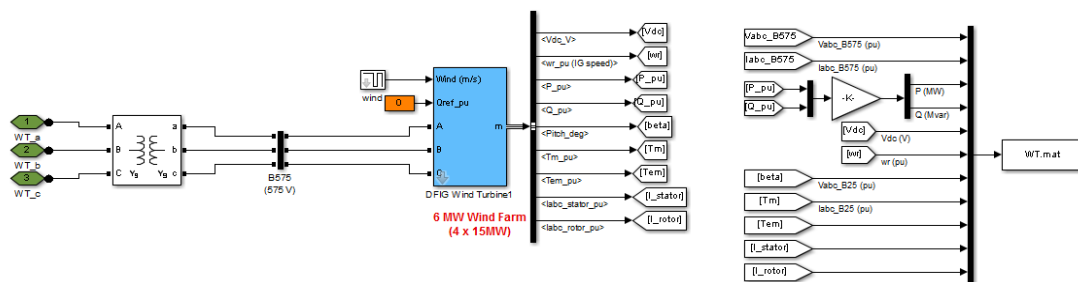 1
WT_a
2
WT_b
3
WT_c
A
B
C
a
b
c
Yg
Yg
B575
(575 V)
wind
0
Wind (m/s)
Qref_pu
A
B
C
m
DFIG Wind Turbine1
6 MW Wind Farm
(4 x 15MW)
<Vdc_V>
<wr_pu (IG speed)>
<P_pu>
<Q_pu>
<Pitch_deg>
<Tm_pu>
<Tem_pu>
<Iabc_stator_pu>
<Iabc_rotor_pu>
[Vdc]
[wr]
[P_pu]
[Q_pu]
[beta]
[Tm]
[Tem]
[I_stator]
[I_rotor]
Vabc_B575
Vabc_B575 (pu)
Iabc_B575
Iabc_B575 (pu)
[P_pu]
[Q_pu]
-K-
P (MW)
Q (Mvar)
[Vdc]
Vdc (V)
[wr]
wr (pu)
[beta]
Vabc_B25 (pu)
[Tm]
Iabc_B25 (pu)
[Tem]
[I_stator]
[I_rotor]
WT.mat